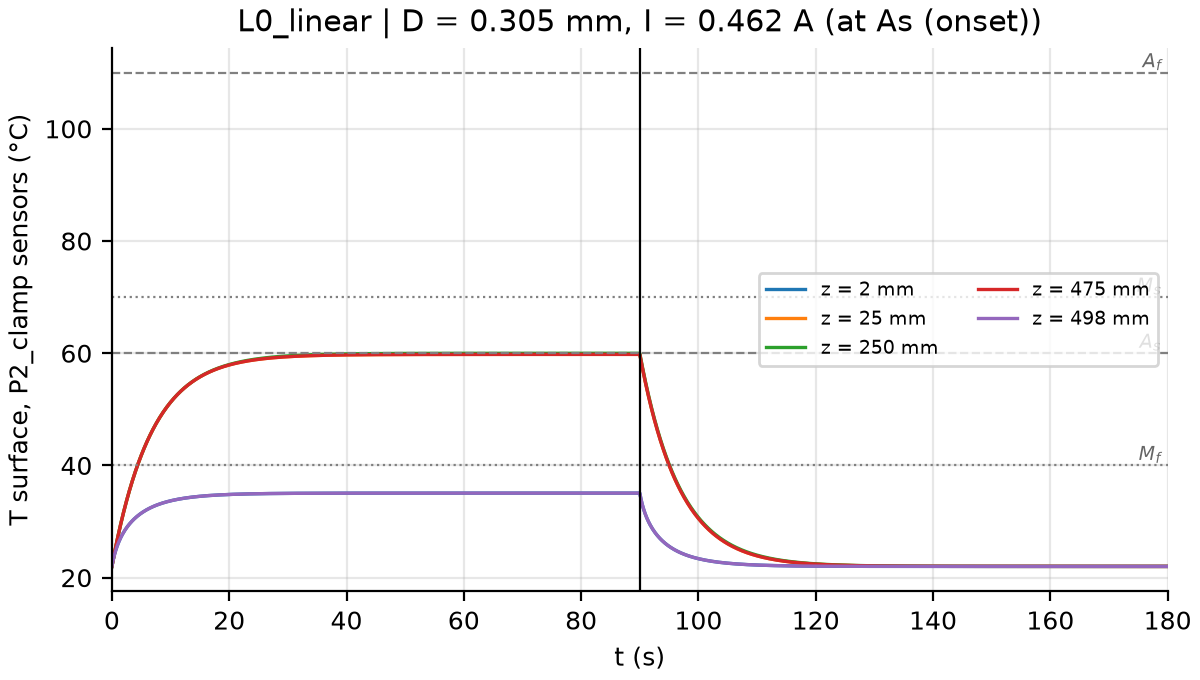 L0_linear | D = 0.305 mm, I = 0.462 A (at As (onset))
T surface, P2_clamp sensors (°C)
A_f
100
80
z = 2 mm
z = 475 mm
M_s
z = 25 mm
z = 498 mm
z = 250 mm
A_s
60
M_f
40
20
0
20
40
60
80
100
120
140
160
180
t (s)